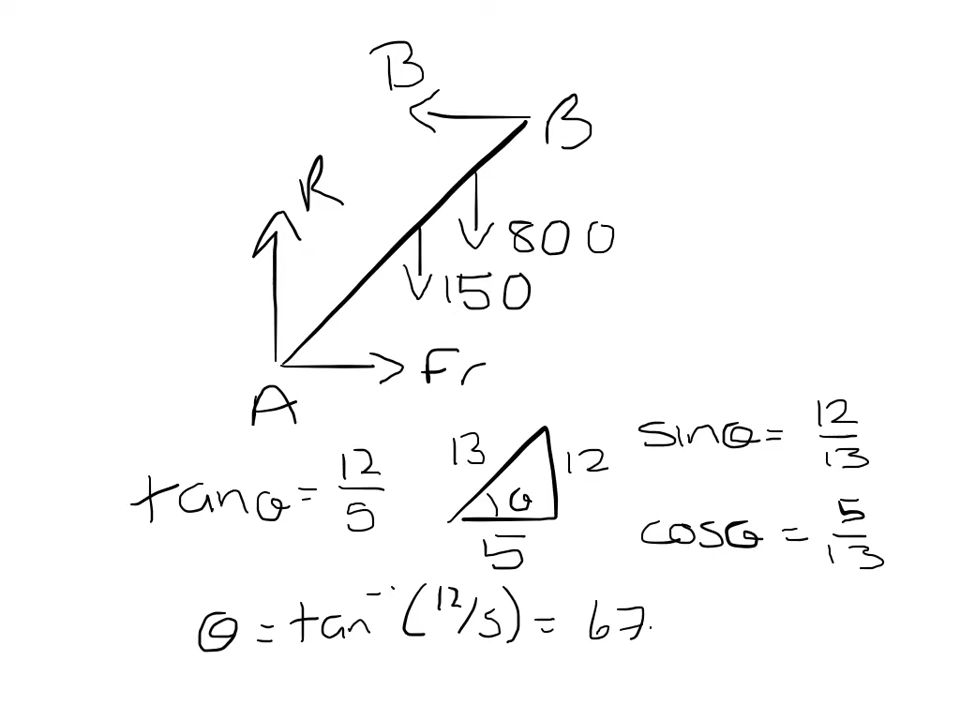 B
B
R
800
150
Fr
A
sinθ = 12/13
13
12
tanθ = 12/5
θ
5
cosθ = 5/13
θ = tan⁻¹ (12/5) = 67.